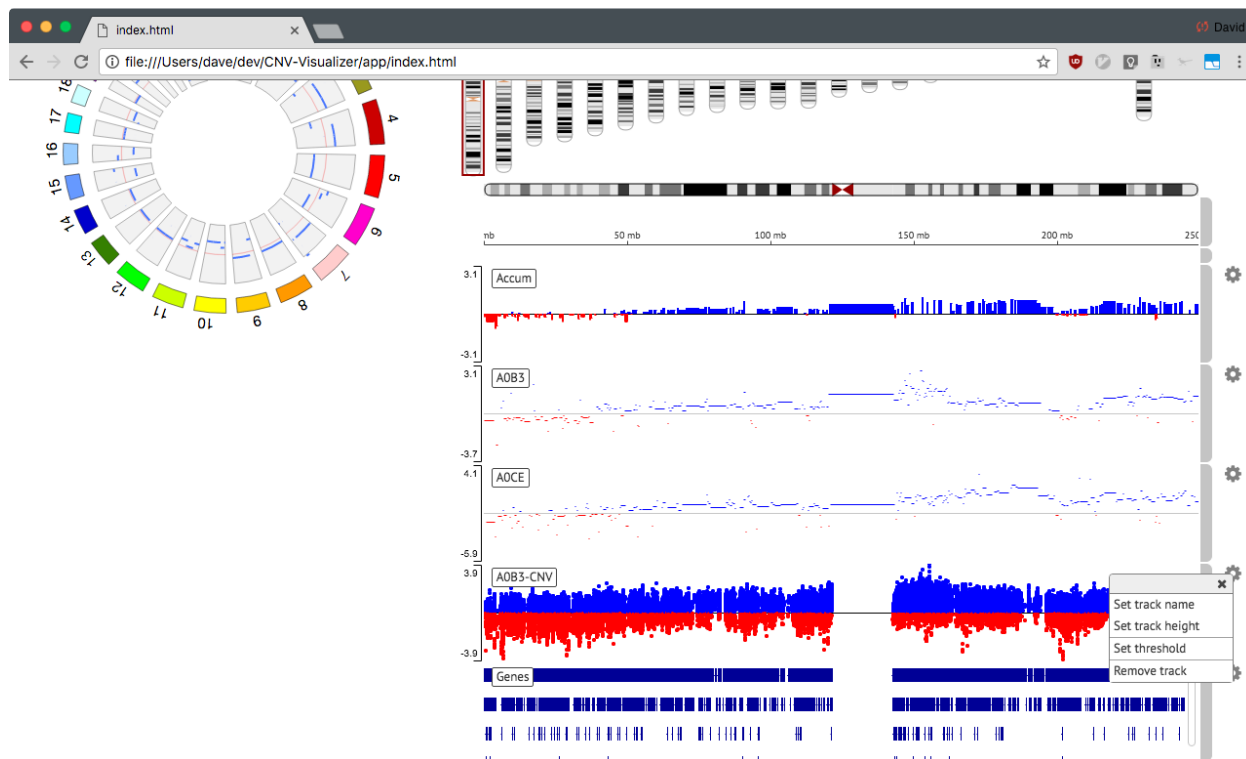 index.html
David
file:///Users/dave/dev/CNV-Visualizer/app/index.html
18
17
16
15
14
13
12
11
10
9
8
7
6
5
4
mb
50 mb
100 mb
150 mb
200 mb
250
3.1
Accum
-3.1
3.1
A0B3
-3.7
4.1
A0CE
-5.9
3.9
A0B3-CNV
-3.9
Set track name
Set track height
Set threshold
Remove track
Genes